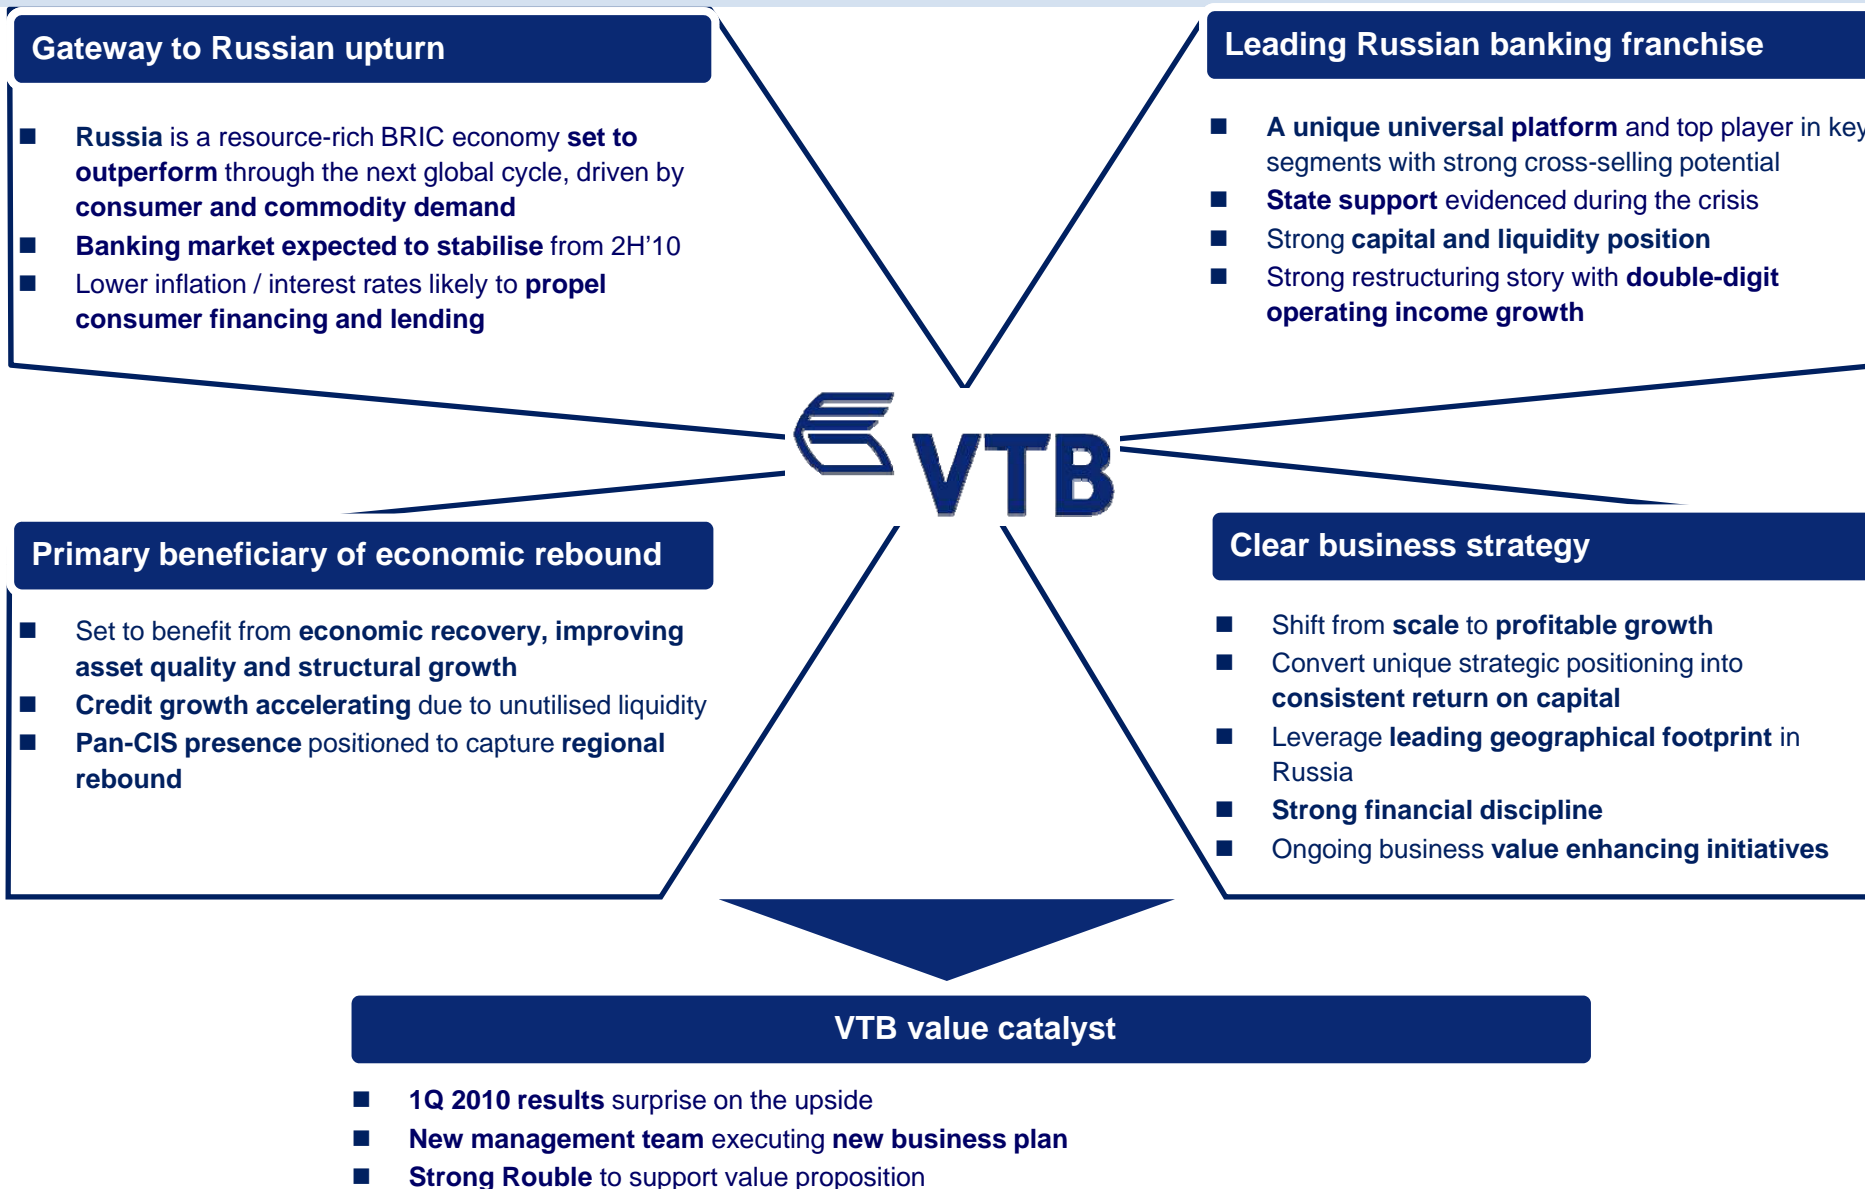 Gateway to Russian upturn
Russia is a resource-rich BRIC economy set to
outperform through the next global cycle, driven by
consumer and commodity demand
Banking market expected to stabilise from 2H’10
Lower inflation / interest rates likely to propel
consumer financing and lending
Leading Russian banking franchise
A unique universal platform and top player in key
segments with strong cross-selling potential
State support evidenced during the crisis
Strong capital and liquidity position
Strong restructuring story with double-digit
operating income growth
VTB
Primary beneficiary of economic rebound
Set to benefit from economic recovery, improving
asset quality and structural growth
Credit growth accelerating due to unutilised liquidity
Pan-CIS presence positioned to capture regional
rebound
Clear business strategy
Shift from scale to profitable growth
Convert unique strategic positioning into
consistent return on capital
Leverage leading geographical footprint in
Russia
Strong financial discipline
Ongoing business value enhancing initiatives
VTB value catalyst
1Q 2010 results surprise on the upside
New management team executing new business plan
Strong Rouble to support value proposition